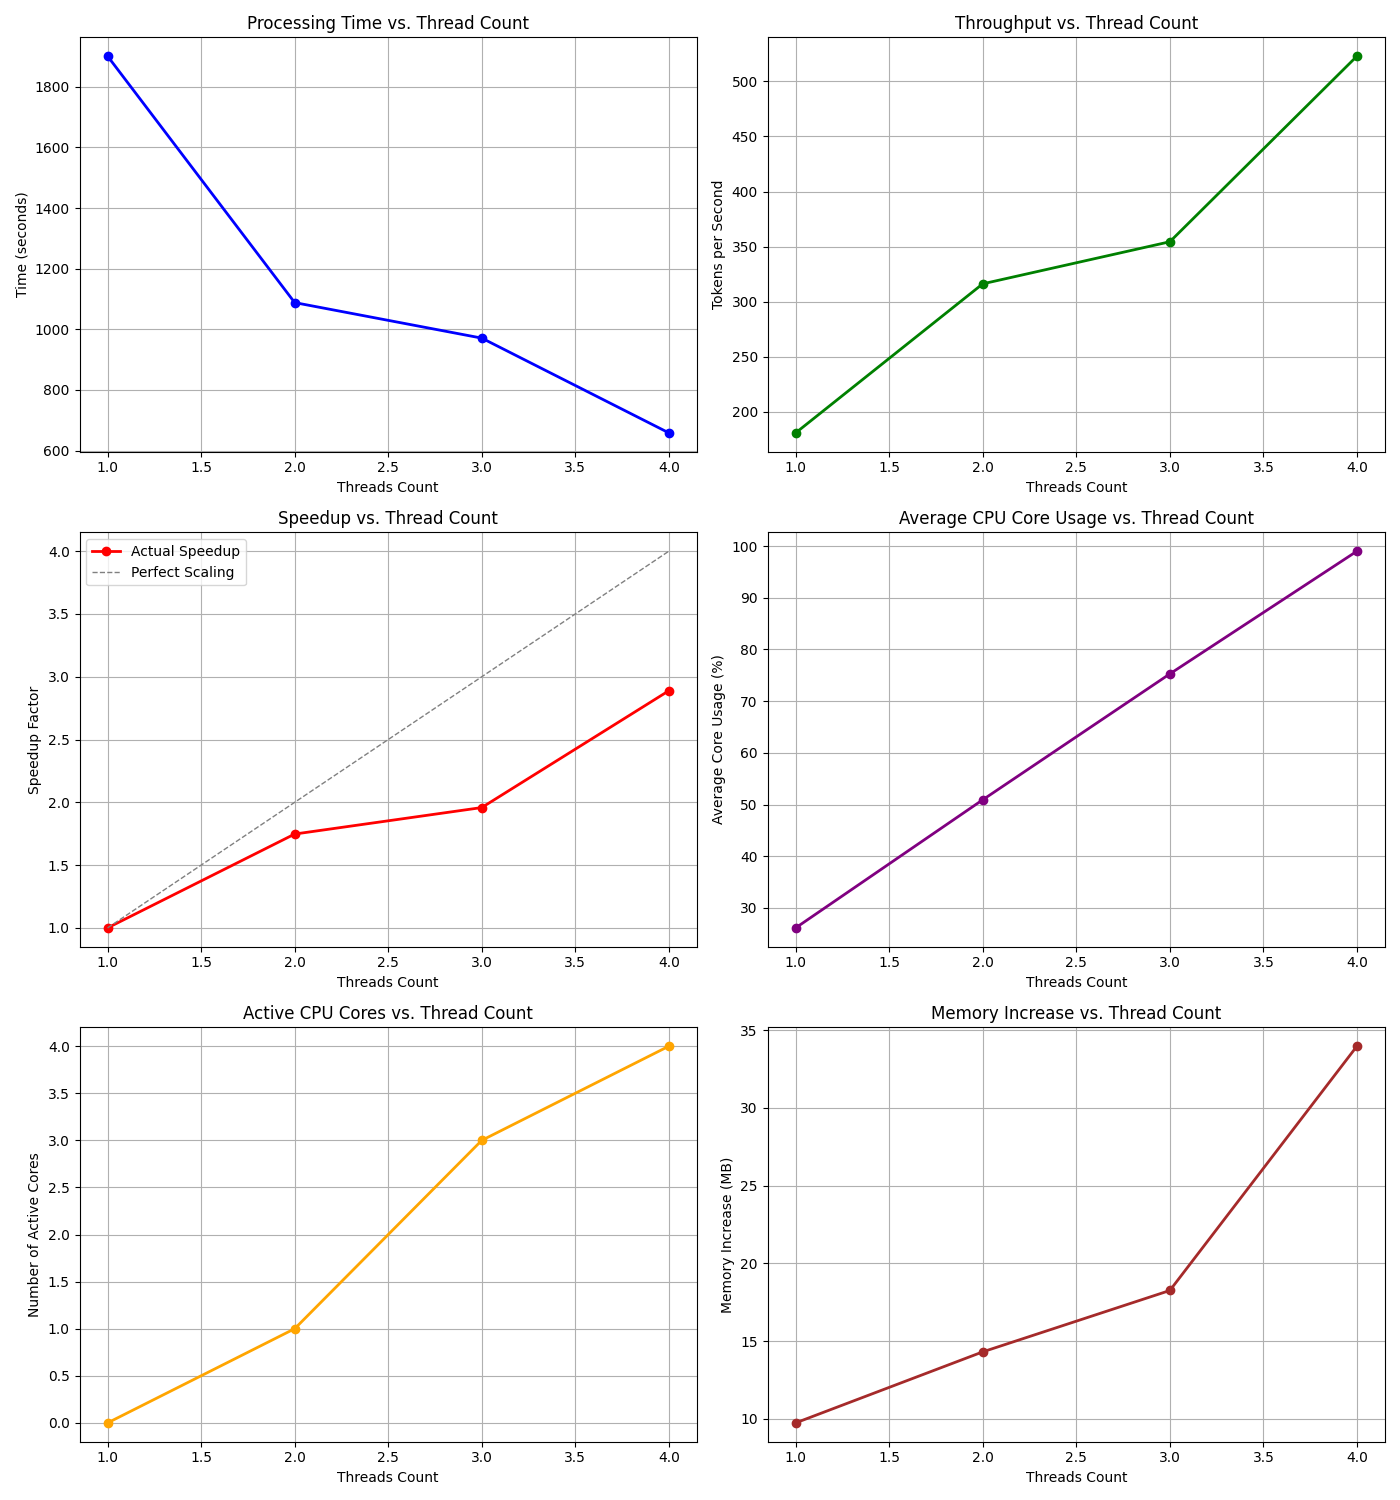 Processing Time vs. Thread Count
Time (seconds)
1800
1600
1400
1200
1000
800
600
1.0 1.5 2.0 2.5 3.0 3.5 4.0
Threads Count
Throughput vs. Thread Count
Tokens per Second
500
450
400
350
300
250
200
1.0 1.5 2.0 2.5 3.0 3.5 4.0
Threads Count
Speedup vs. Thread Count
Actual Speedup
Perfect Scaling
Speedup Factor
4.0
3.5
3.0
2.5
2.0
1.5
1.0
1.0 1.5 2.0 2.5 3.0 3.5 4.0
Threads Count
Average CPU Core Usage vs. Thread Count
Average Core Usage (%)
100
90
80
70
60
50
40
30
1.0 1.5 2.0 2.5 3.0 3.5 4.0
Threads Count
Active CPU Cores vs. Thread Count
Number of Active Cores
4.0
3.5
3.0
2.5
2.0
1.5
1.0
0.5
0.0
1.0 1.5 2.0 2.5 3.0 3.5 4.0
Threads Count
Memory Increase vs. Thread Count
Memory Increase (MB)
35
30
25
20
15
10
1.0 1.5 2.0 2.5 3.0 3.5 4.0
Threads Count